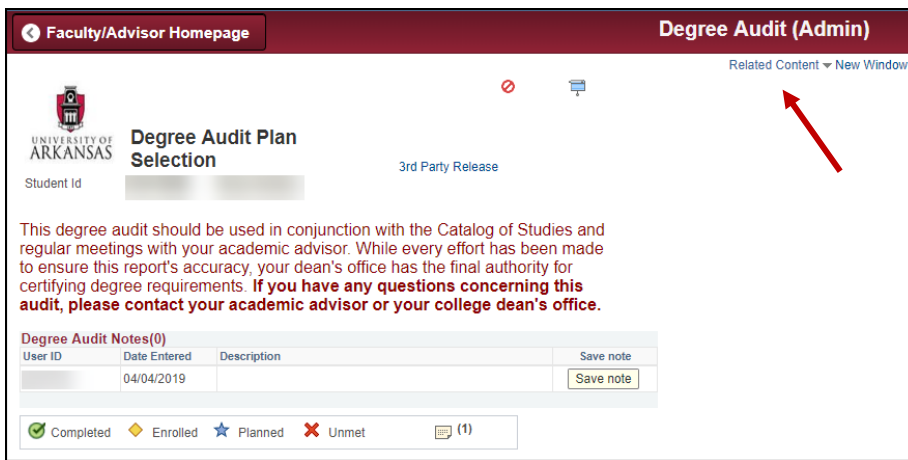 Faculty/Advisor Homepage
Degree Audit (Admin)
Related Content New Window
UNIVERSITY OF
ARKANSAS
Degree Audit Plan
Selection
3rd Party Release
Student Id
This degree audit should be used in conjunction with the Catalog of Studies and
regular meetings with your academic advisor. While every effort has been made
to ensure this report's accuracy, your dean's office has the final authority for
certifying degree requirements. If you have any questions concerning this
audit, please contact your academic advisor or your college dean's office.
Degree Audit Notes(0)
User ID Date Entered Description Save note
04/04/2019 Save note
Completed Enrolled Planned Unmet (1)